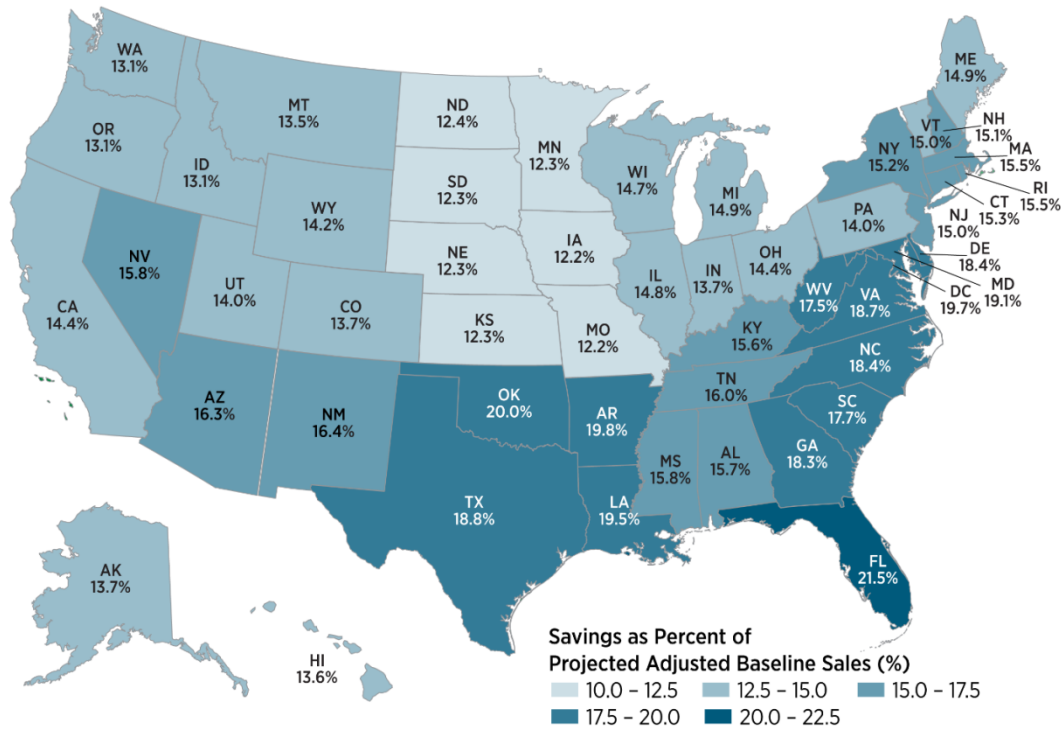 WA
13.1%
OR
13.1%
CA
14.4%
NV
15.8%
ID
13.1%
MT
13.5%
WY
14.2%
UT
14.0%
CO
13.7%
AZ
16.3%
NM
16.4%
ND
12.4%
SD
12.3%
NE
12.3%
KS
12.3%
MN
12.3%
IA
12.2%
MO
12.2%
OK
20.0%
TX
18.8%
AR
19.8%
LA
19.5%
WI
14.7%
IL
14.8%
MI
14.9%
IN
13.7%
OH
14.4%
KY
15.6%
TN
16.0%
MS
15.8%
AL
15.7%
GA
18.3%
FL
21.5%
SC
17.7%
NC
18.4%
VA
18.7%
WV
17.5%
PA
14.0%
NY
15.2%
VT
15.0%
ME
14.9%
NH
15.1%
MA
15.5%
RI
15.5%
CT
15.3%
NJ
15.0%
DE
18.4%
MD
19.1%
DC
19.7%
AK
13.7%
HI
13.6%
Savings as Percent of
Projected Adjusted Baseline Sales (%)
10.0 – 12.5 12.5 – 15.0 15.0 – 17.5
17.5 – 20.0 20.0 – 22.5